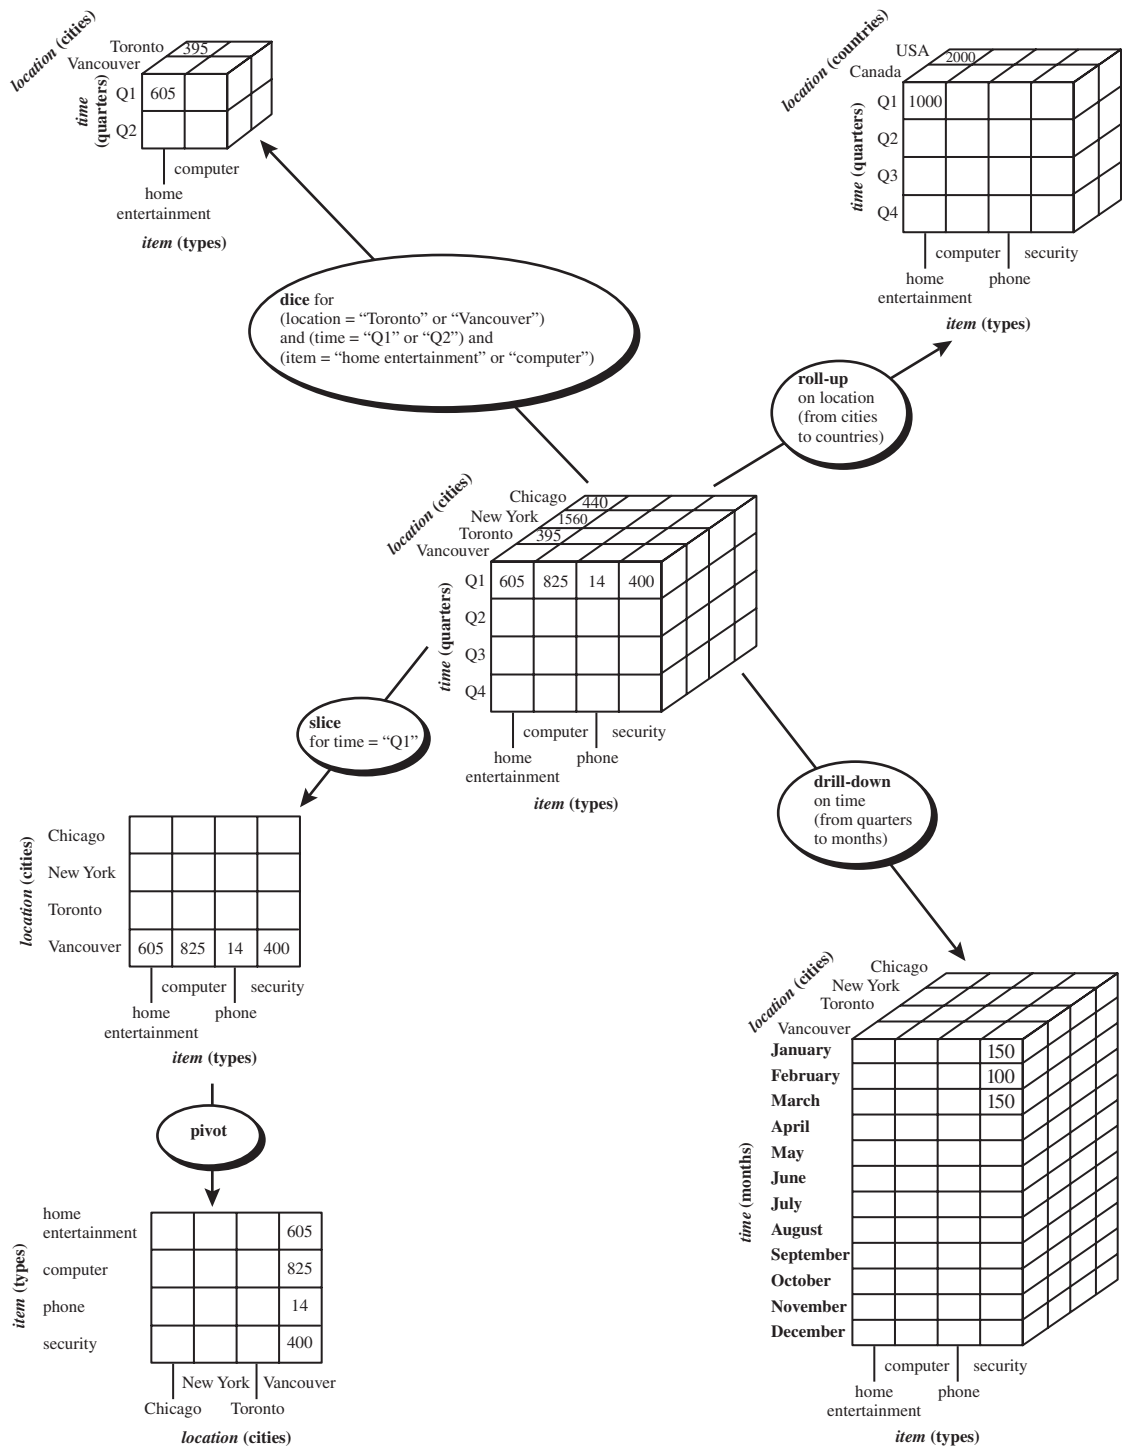 location (cities)
Toronto
395
Vancouver
time
(quarters)
Q1
605
Q2
computer
home
entertainment
item (types)
location (countries)
USA
2000
Canada
time (quarters)
Q1
1000
Q2
Q3
Q4
computer
security
home
entertainment
phone
item (types)
dice for
(location = “Toronto” or “Vancouver”)
and (time = “Q1” or “Q2”) and
(item = “home entertainment” or “computer”)
roll-up
on location
(from cities
to countries)
location (cities)
Chicago
440
New York
1560
Toronto
395
Vancouver
time (quarters)
Q1
605 825 14 400
Q2
Q3
Q4
computer
security
home
entertainment
phone
item (types)
slice
for time = “Q1”
drill-down
on time
(from quarters
to months)
location (cities)
Chicago
New York
Toronto
Vancouver
605 825 14 400
computer
security
home
entertainment
phone
item (types)
pivot
item (types)
home
entertainment
605
computer
825
phone
14
security
400
New York
Vancouver
Chicago
Toronto
location (cities)
location (cities)
Chicago
New York
Toronto
Vancouver
time (months)
January
150
February
100
March
150
April
May
June
July
August
September
October
November
December
computer
security
home
entertainment
phone
item (types)